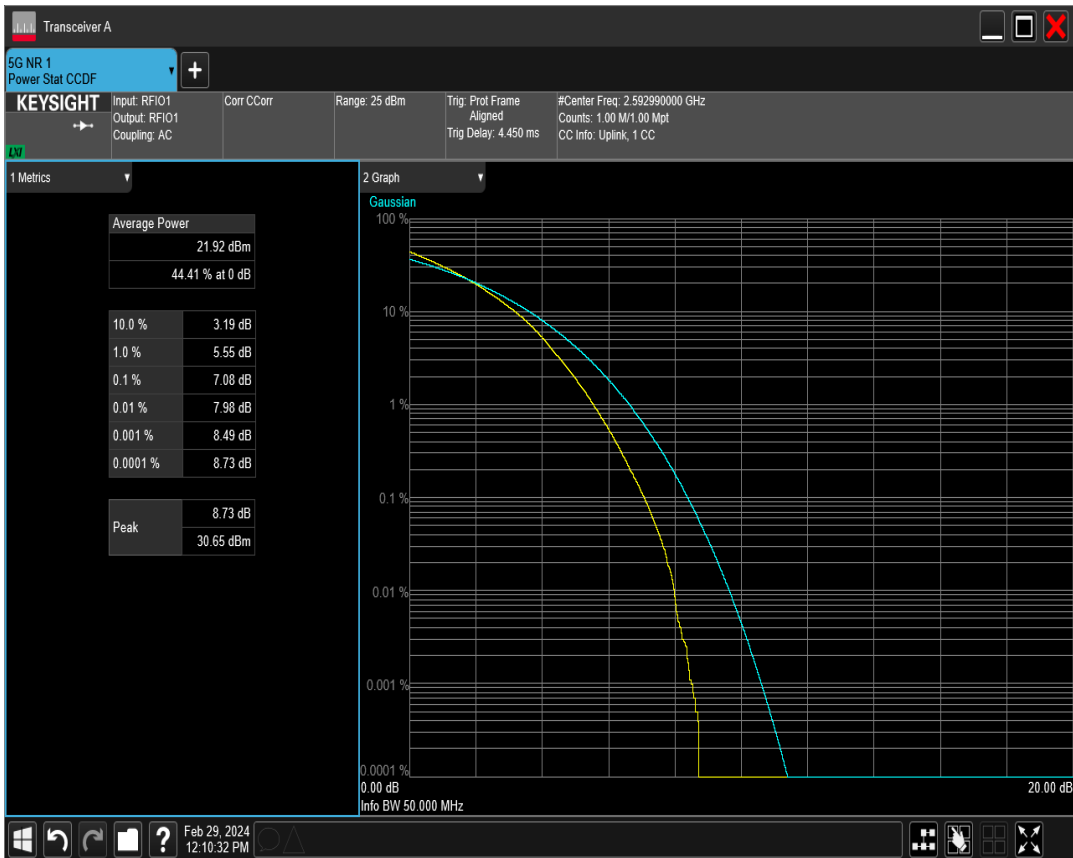 Transceiver A
5G NR 1
Power Stat CCDF
+
KEYSIGHT
LXI
Input: RFIO1
Output: RFIO1
Coupling: AC
Corr CCorr
Range: 25 dBm
Trig: Prot Frame
Aligned
Trig Delay: 4.450 ms
#Center Freq: 2.592990000 GHz
Counts: 1.00 M/1.00 Mpt
CC Info: Uplink, 1 CC
1 Metrics
Average Power
21.92 dBm
44.41 % at 0 dB
10.0 % 3.19 dB
1.0 % 5.55 dB
0.1 % 7.08 dB
0.01 % 7.98 dB
0.001 % 8.49 dB
0.0001 % 8.73 dB
Peak
8.73 dB
30.65 dBm
2 Graph
Gaussian
100 %
10 %
1 %
0.1 %
0.01 %
0.001 %
0.0001 %
0.00 dB 20.00 dB
Info BW 50.000 MHz
?
Feb 29, 2024
12:10:32 PM